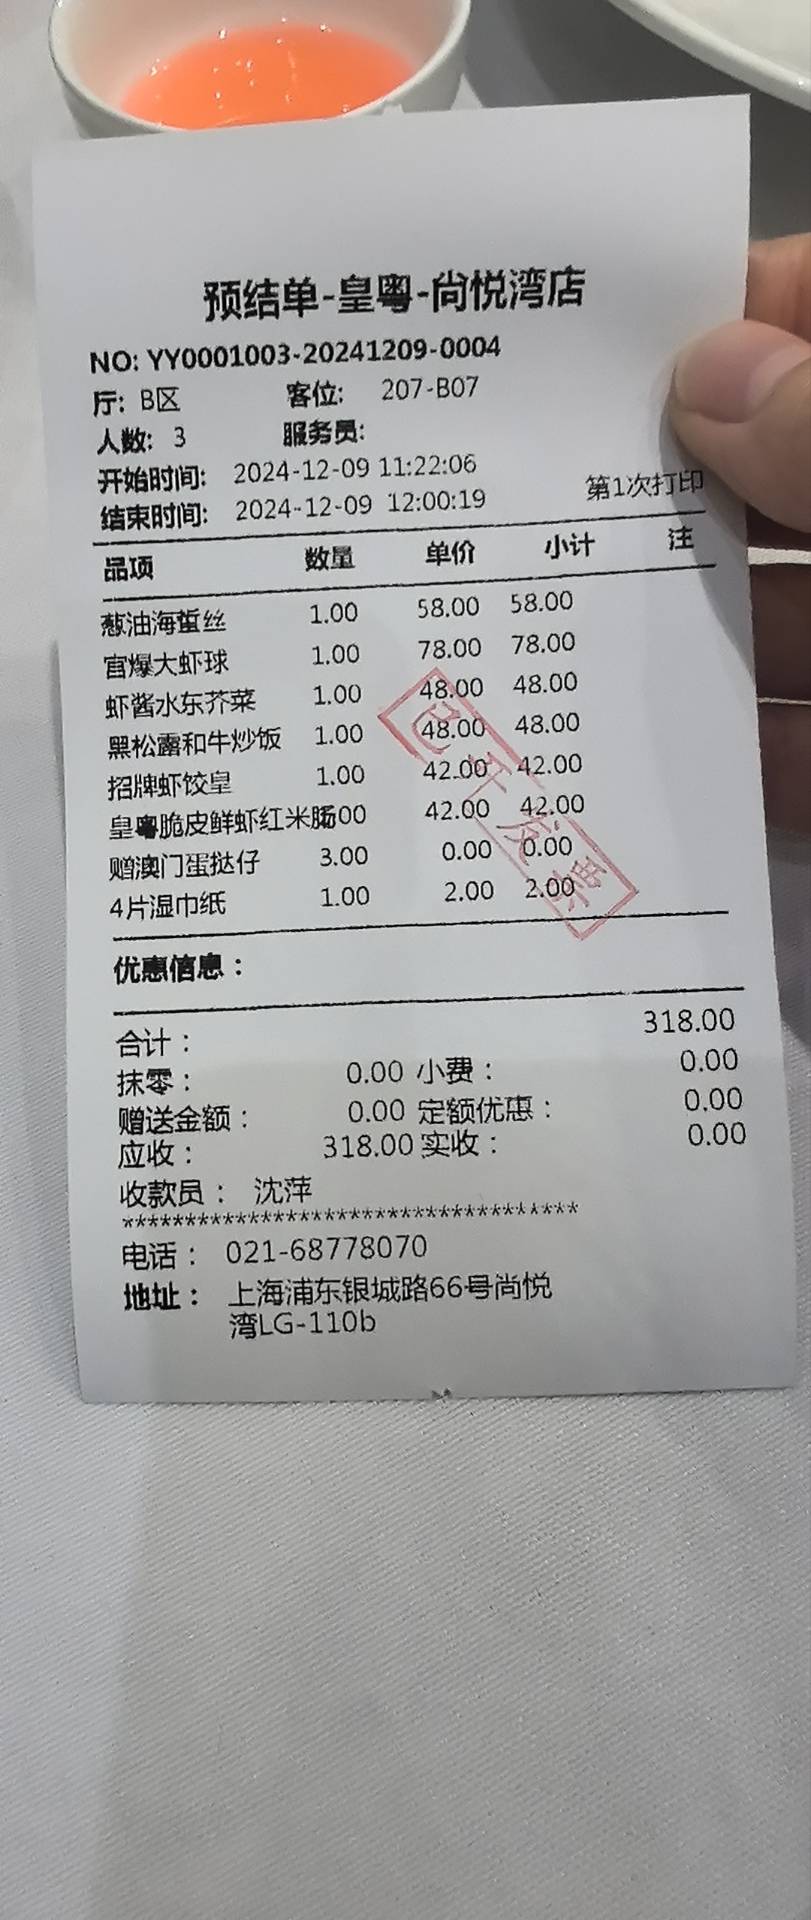 预结单-皇粤-尚悦湾店
NO: YY0001003-20241209-0004
厅: B区 客位: 207-B07
人数: 3 服务员:
开始时间: 2024-12-09 11:22:06
结束时间: 2024-12-09 12:00:19 第1次打印
品项 数量 单价 小计 注
葱油海蜇丝 1.00 58.00 58.00
宫爆大虾球 1.00 78.00 78.00
虾酱水东芥菜 1.00 48.00 48.00
黑松露和牛炒饭 1.00 48.00 48.00
招牌虾饺皇 1.00 42.00 42.00
皇粤脆皮鲜虾红米肠 .00 42.00 42.00
赠澳门蛋挞仔 3.00 0.00 0.00
4片湿巾纸 1.00 2.00 2.00
已开发票
优惠信息：
合计： 318.00
抹零： 0.00 小费： 0.00
赠送金额： 0.00 定额优惠： 0.00
应收： 318.00 实收： 0.00
收款员： 沈萍
************************************
电话： 021-68778070
地址： 上海浦东银城路66号尚悦
湾LG-110b